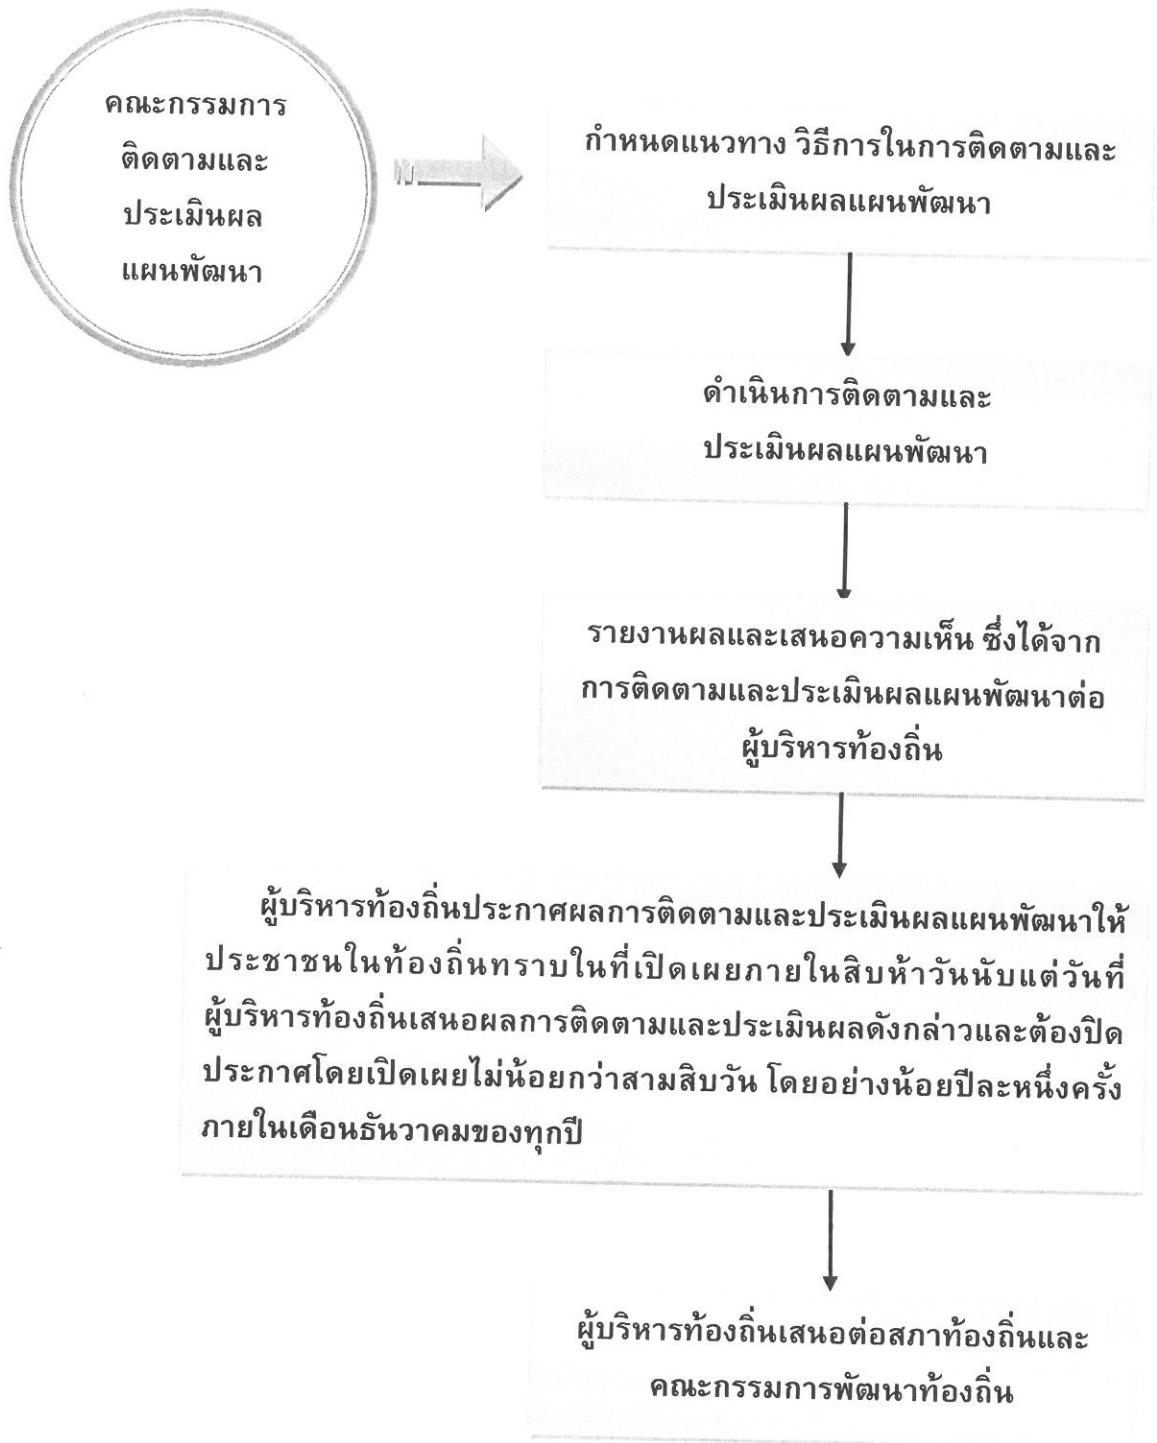 คณะกรรมการ
ติดตามและ
ประเมินผล
แผนพัฒนา
กำหนดแนวทาง วิธีการในการติดตามและ
ประเมินผลแผนพัฒนา
ดำเนินการติดตามและ
ประเมินผลแผนพัฒนา
รายงานผลและเสนอความเห็น ซึ่งได้จาก
การติดตามและประเมินผลแผนพัฒนาต่อ
ผู้บริหารท้องถิ่น
ผู้บริหารท้องถิ่นประกาศผลการติดตามและประเมินผลแผนพัฒนาให้
ประชาชนในท้องถิ่นทราบในที่เปิดเผยภายในสิบห้าวันนับแต่วันที่
ผู้บริหารท้องถิ่นเสนอผลการติดตามและประเมินผลดังกล่าวและต้องปิด
ประกาศโดยเปิดเผยไม่น้อยกว่าสามสิบวัน โดยอย่างน้อยปีละหนึ่งครั้ง
ภายในเดือนธันวาคมของทุกปี
ผู้บริหารท้องถิ่นเสนอต่อสภาท้องถิ่นและ
คณะกรรมการพัฒนาท้องถิ่น